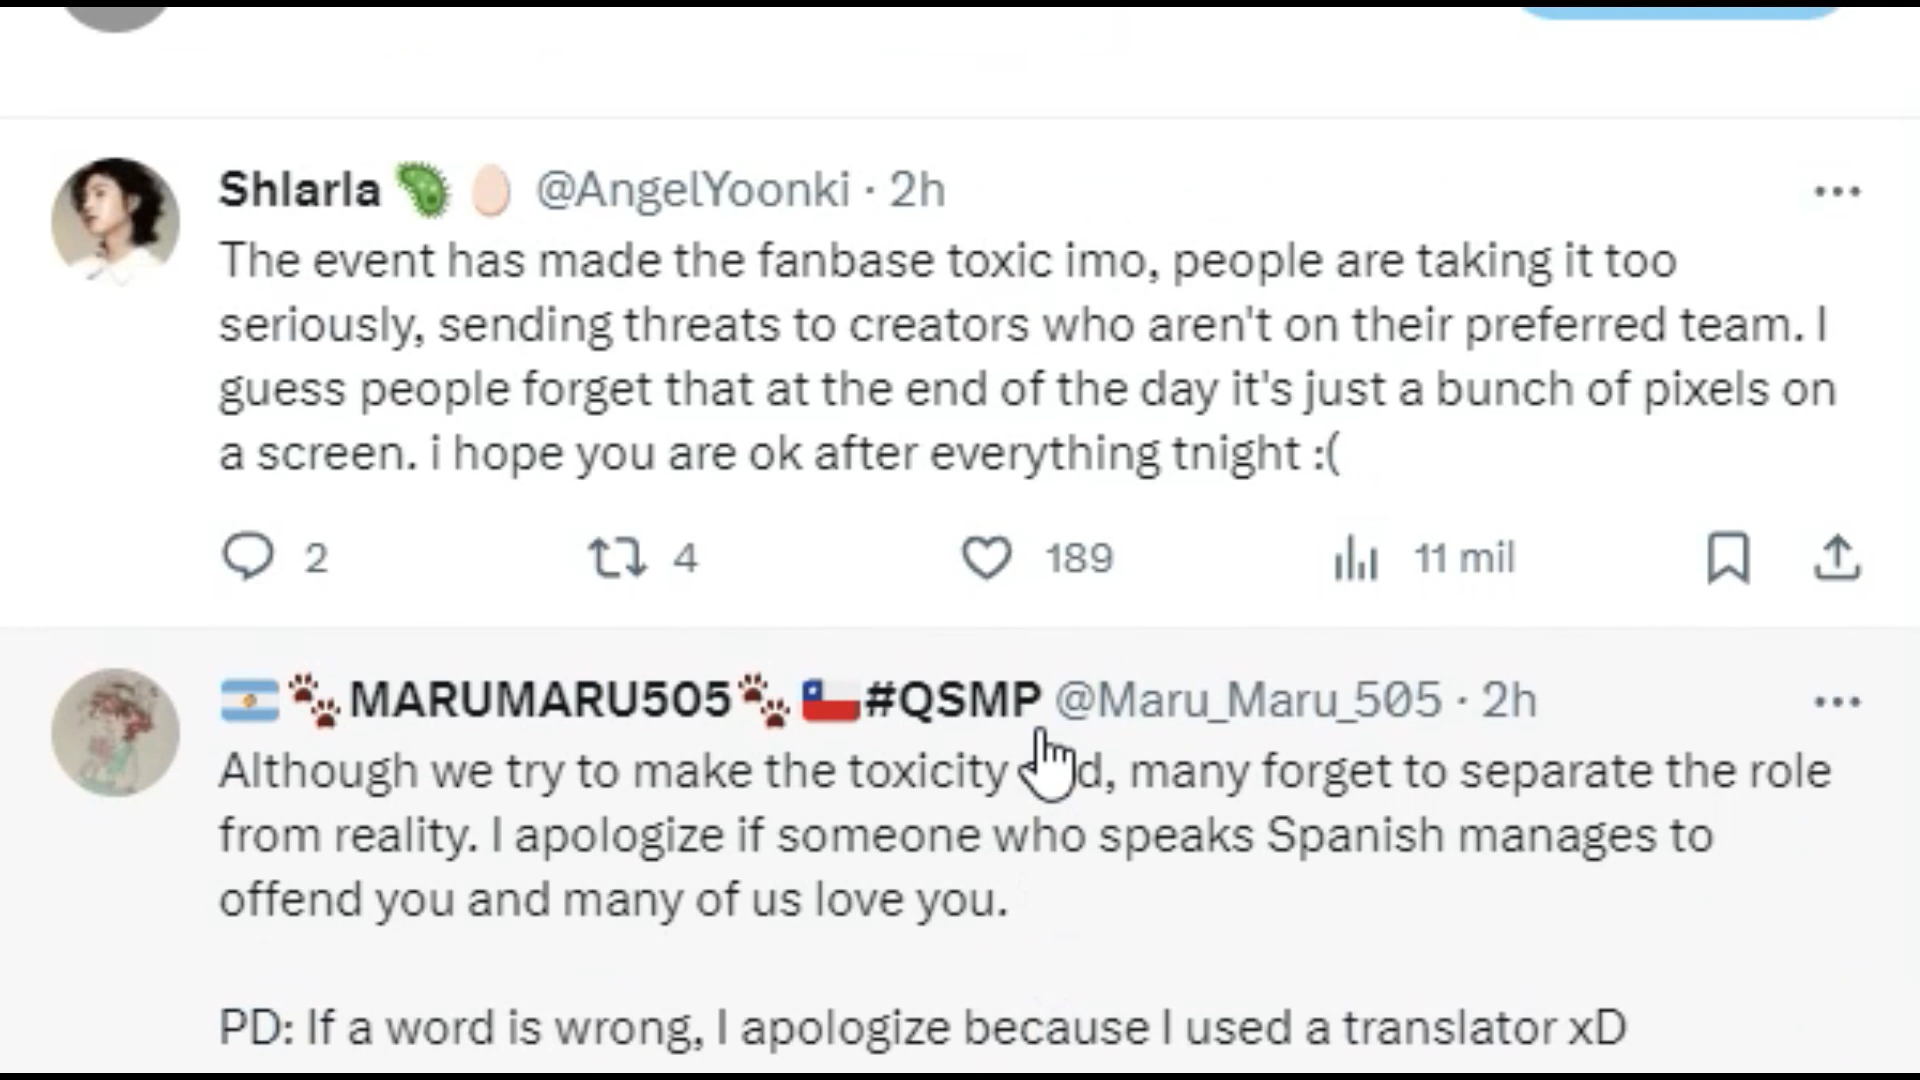 Shlarla 🦠🥚 @AngelYoonki · 2h
The event has made the fanbase toxic imo, people are taking it too
seriously, sending threats to creators who aren't on their preferred team. I
guess people forget that at the end of the day it's just a bunch of pixels on
a screen. i hope you are ok after everything tnight :(
2 4 189 11 mil
🇦🇷🐾MARUMARU505🐾🇨🇱#QSMP @Maru_Maru_505 · 2h
Although we try to make the toxicity many forget to separate the role
from reality. I apologize if someone who speaks Spanish manages to
offend you and many of us love you.
PD: If a word is wrong, I apologize because I used a translator xD